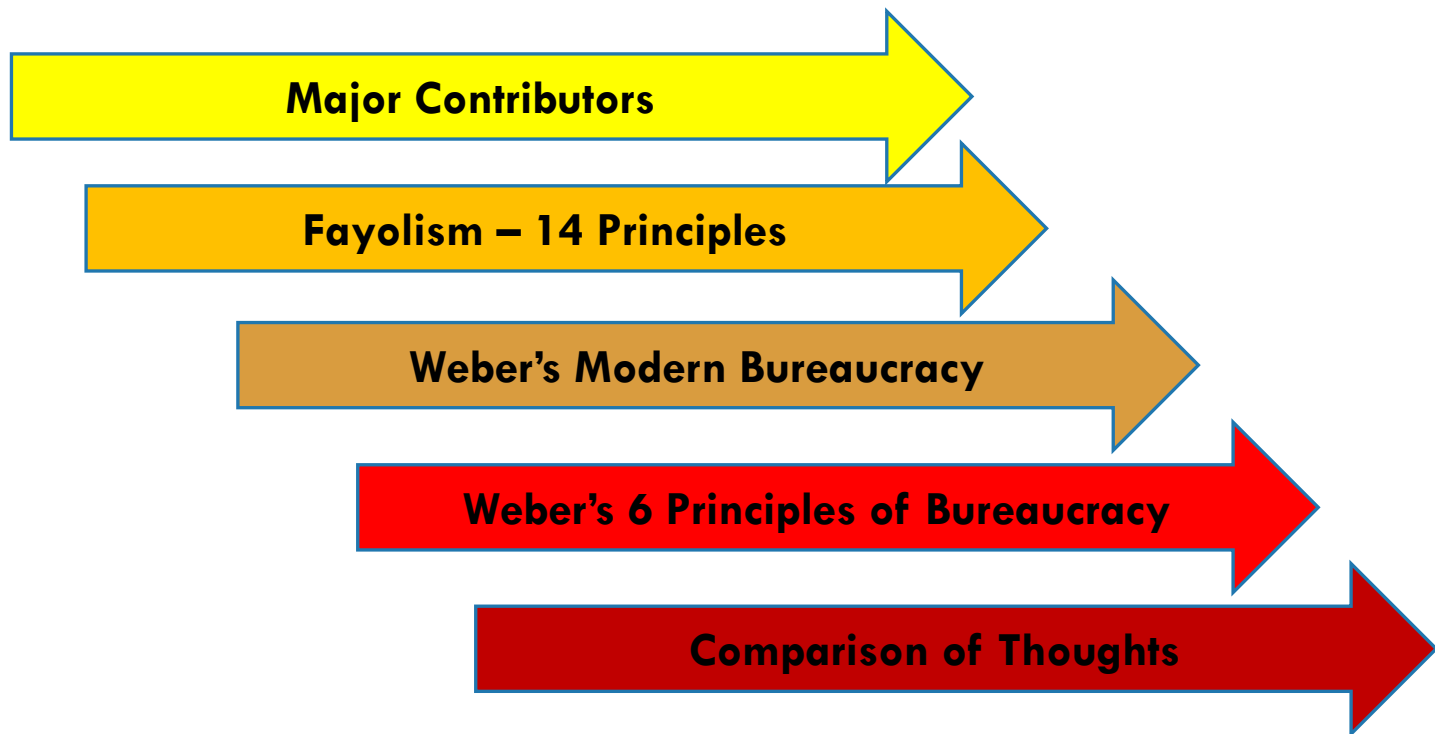 Major Contributors
Fayolism – 14 Principles
Weber’s Modern Bureaucracy
Weber’s 6 Principles of Bureaucracy
Comparison of Thoughts